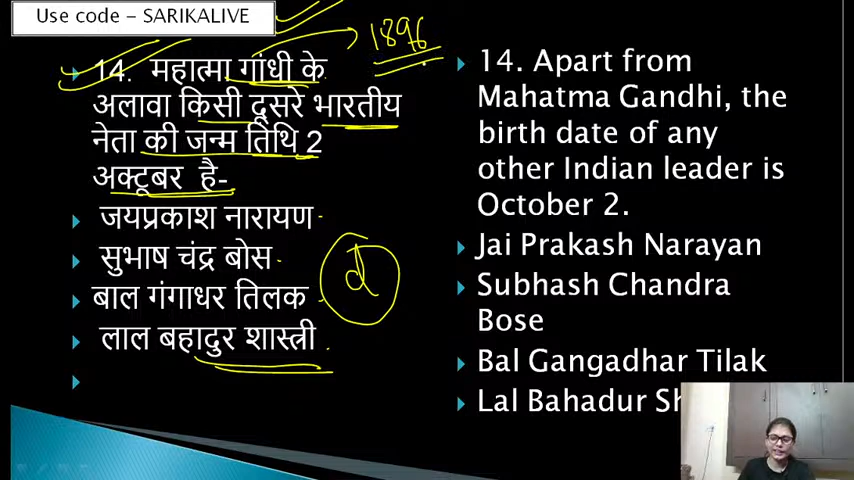 Use code – SARIKALIVE
14. महात्मा गांधी के
अलावा किसी दूसरे भारतीय
नेता की जन्म तिथि 2
अक्टूबर है-
जयप्रकाश नारायण
सुभाष चंद्र बोस
बाल गंगाधर तिलक
लाल बहादुर शास्त्री
1896
d
14. Apart from
Mahatma Gandhi, the
birth date of any
other Indian leader is
October 2.
Jai Prakash Narayan
Subhash Chandra
Bose
Bal Gangadhar Tilak
Lal Bahadur Sh